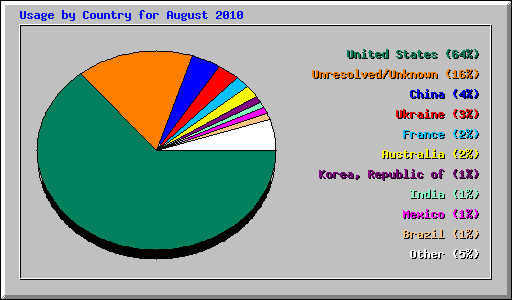 Usage by Country for August 2010
United States (64%)
Unresolved/Unknown (16%)
China (4%)
Ukraine (3%)
France (2%)
Australia (2%)
Korea, Republic of (1%)
India (1%)
Mexico (1%)
Brazil (1%)
Other (5%)